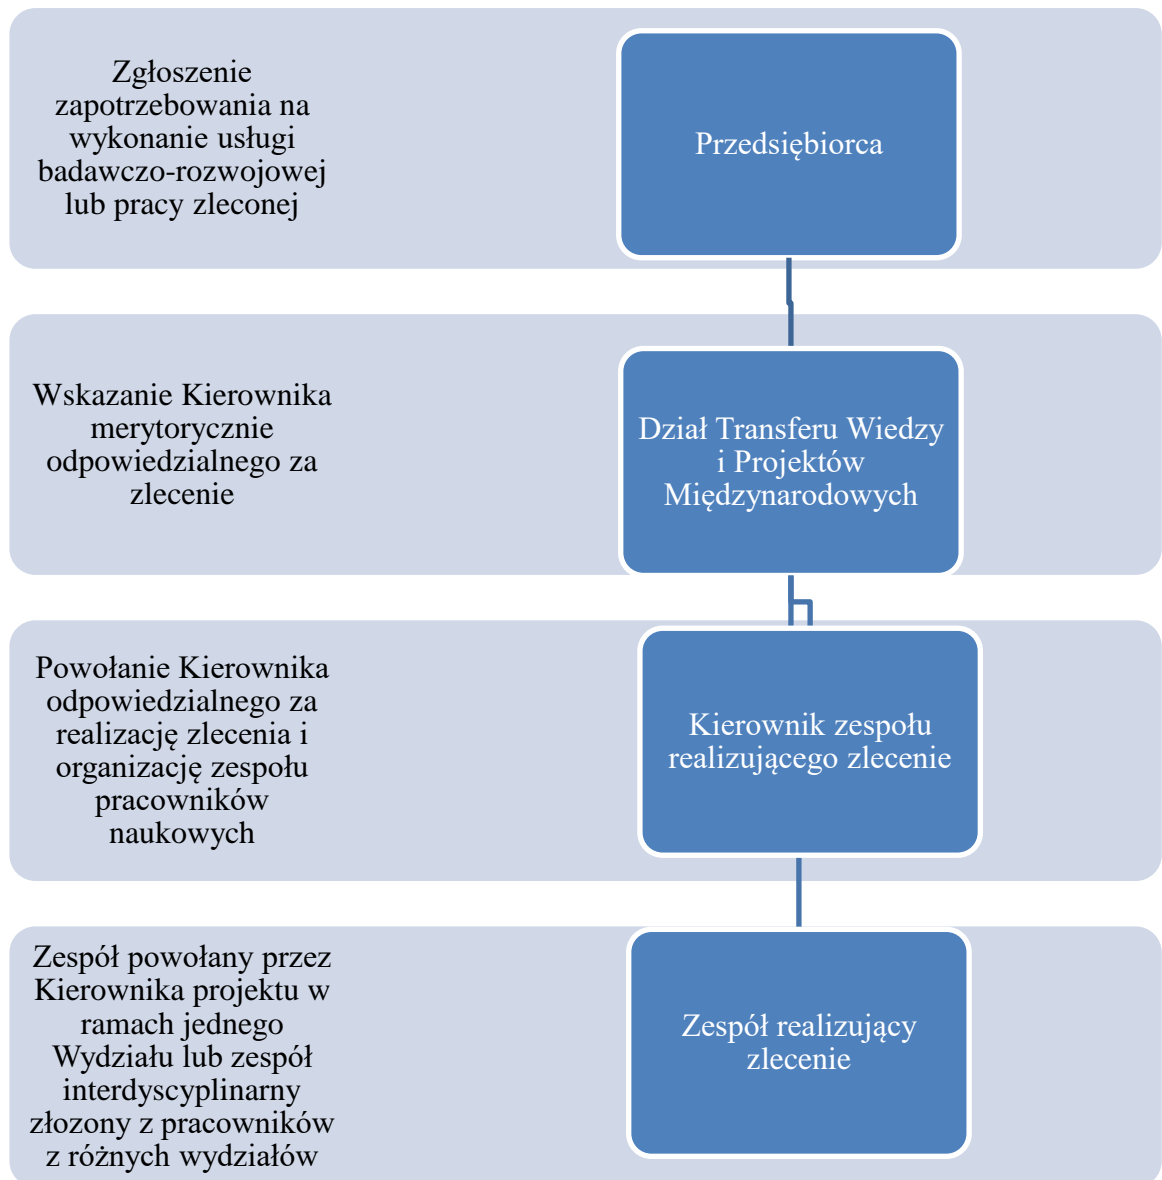 Zgłoszenie
zapotrzebowania na
wykonanie usługi
badawczo-rozwojowej
lub pracy zleconej
Przedsiębiorca
Wskazanie Kierownika
merytorycznie
odpowiedzialnego za
zlecenie
Dział Transferu Wiedzy
i Projektów
Międzynarodowych
Powołanie Kierownika
odpowiedzialnego za
realizację zlecenia i
organizację zespołu
pracowników
naukowych
Kierownik zespołu
realizującego zlecenie
Zespół powołany przez
Kierownika projektu w
ramach jednego
Wydziału lub zespół
interdyscyplinarny
złozony z pracowników
z różnych wydziałów
Zespół realizujący
zlecenie